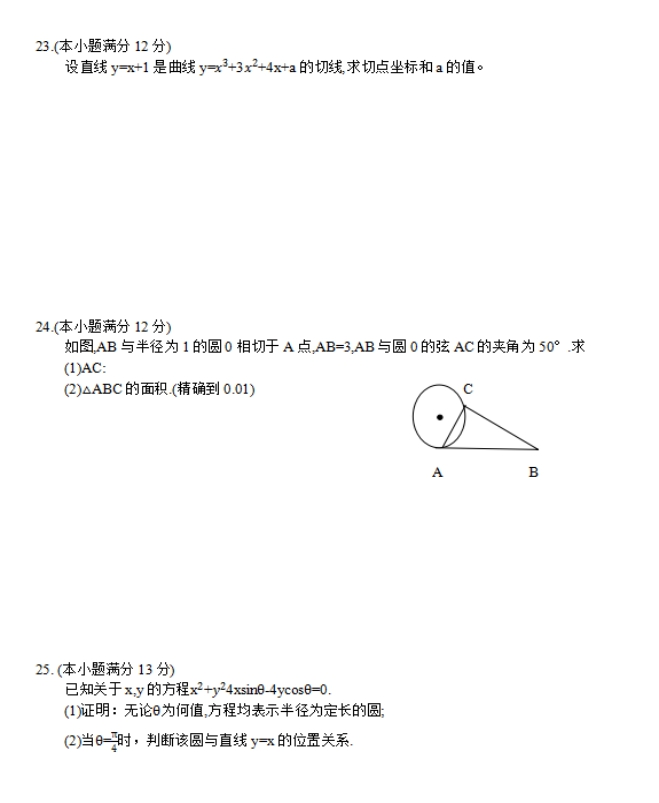 23.(本小题满分 12 分)
设直线 y=x+1 是曲线 y=x³+3x²+4x+a 的切线,求切点坐标和 a 的值。
24.(本小题满分 12 分)
如图,AB 与半径为 1 的圆 0 相切于 A 点,AB=3,AB 与圆 0 的弦 AC 的夹角为 50° .求
(1)AC:
(2)△ABC 的面积.(精确到 0.01)
C
A B
25. (本小题满分 13 分)
已知关于 x,y 的方程x²+y²4xsinθ-4ycosθ=0.
(1)证明：无论θ为何值,方程均表示半径为定长的圆;
(2)当θ=π/4时，判断该圆与直线 y=x 的位置关系.